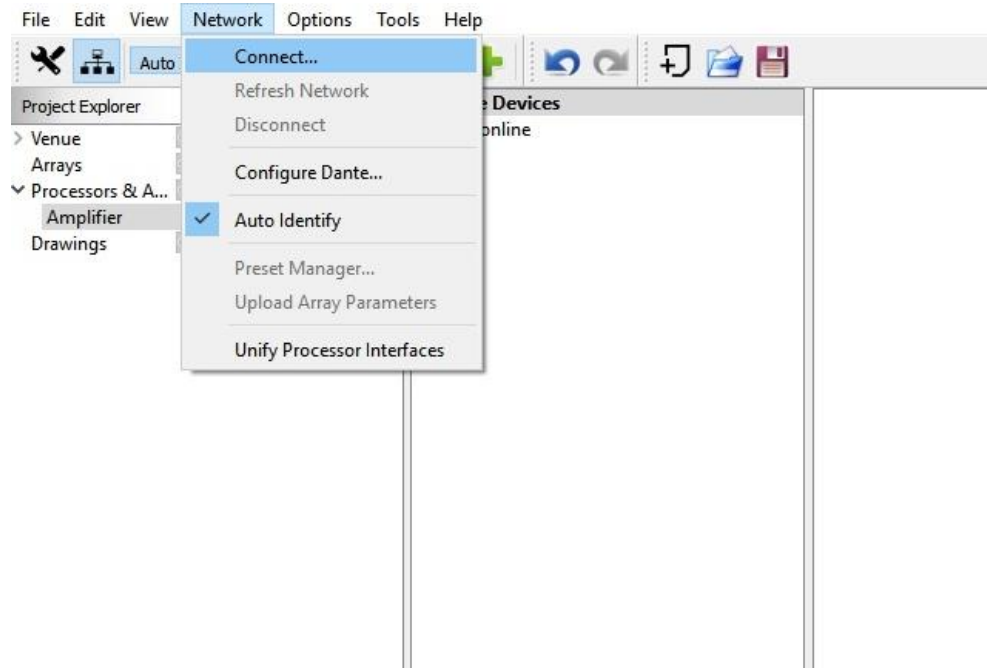 File Edit View Network Options Tools Help
Auto
Connect...
Refresh Network
Disconnect
Configure Dante...
Auto Identify
Preset Manager...
Upload Array Parameters
Unify Processor Interfaces
Project Explorer
Venue
Arrays
Processors & A...
Amplifier
Drawings
Devices
online